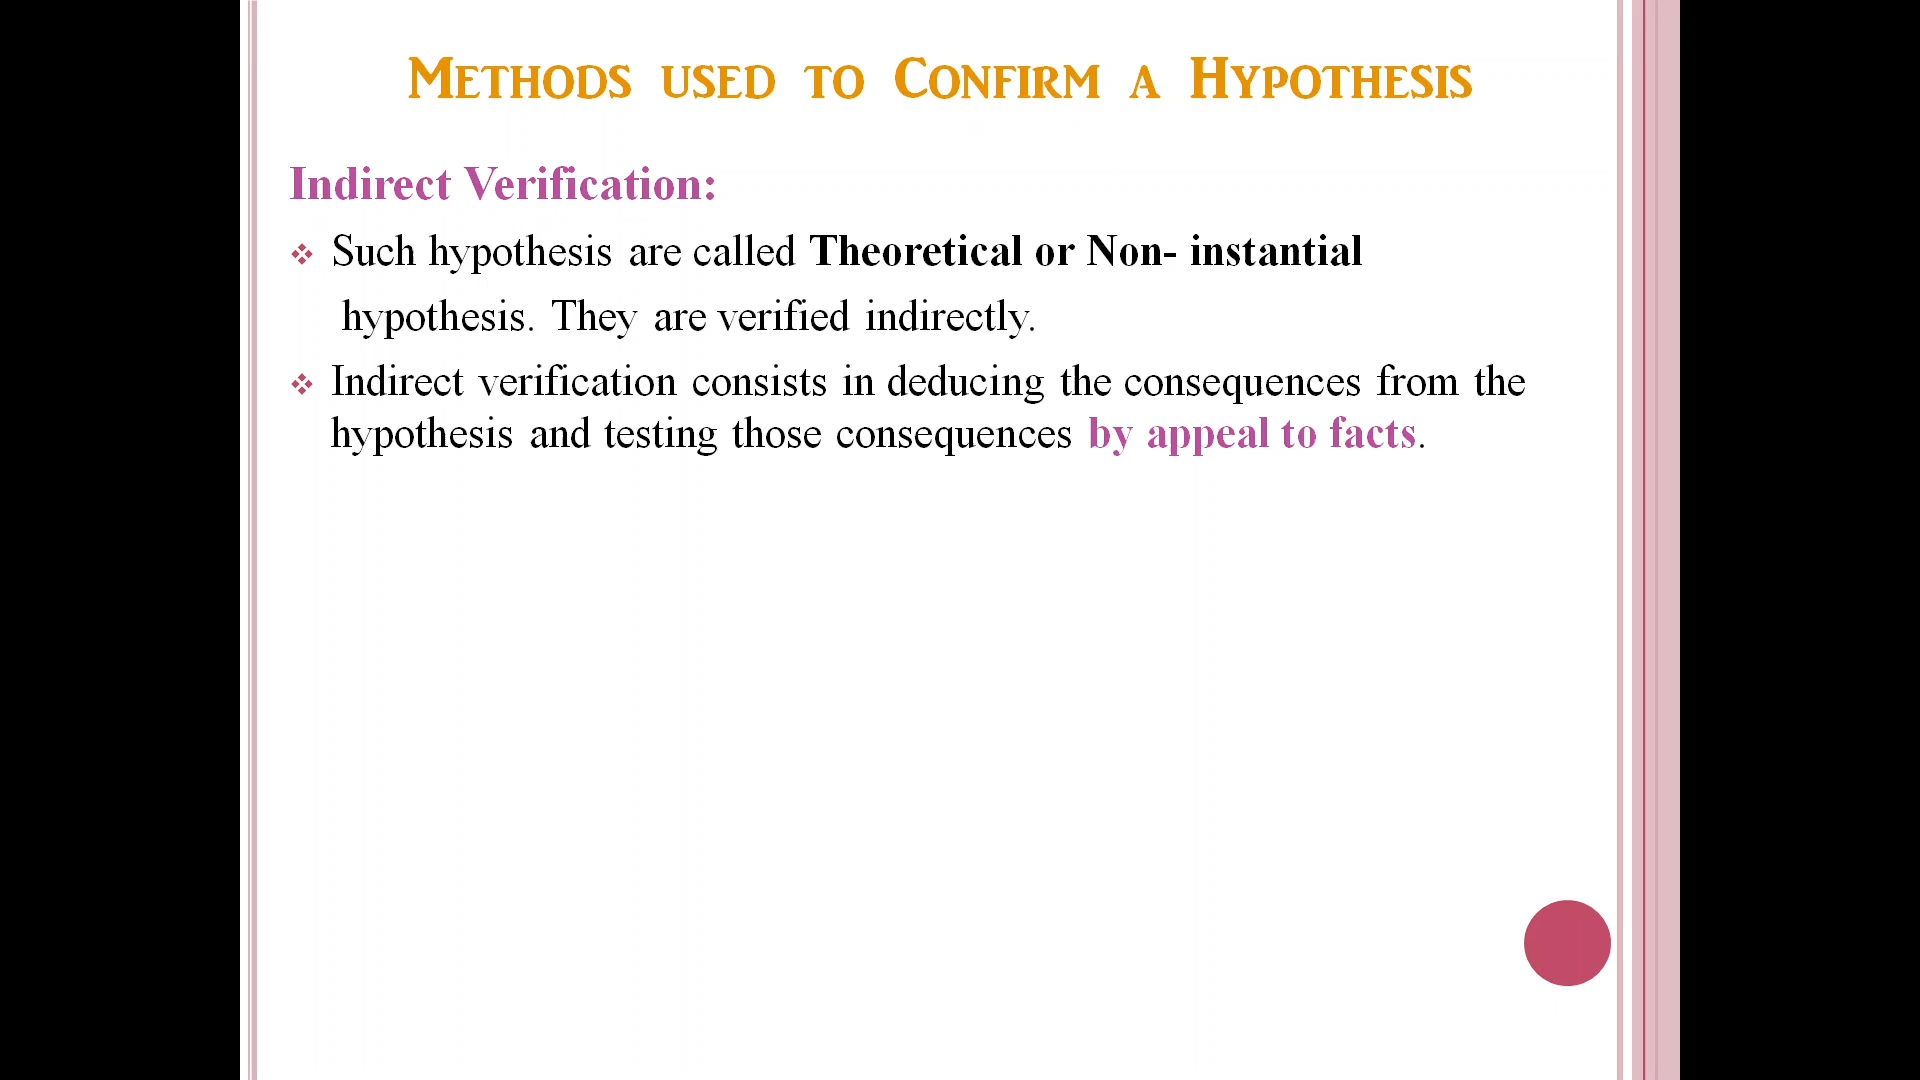 Methods used to Confirm a Hypothesis
Indirect Verification:
Such hypothesis are called Theoretical or Non- instantial
hypothesis. They are verified indirectly.
Indirect verification consists in deducing the consequences from the
hypothesis and testing those consequences by appeal to facts.